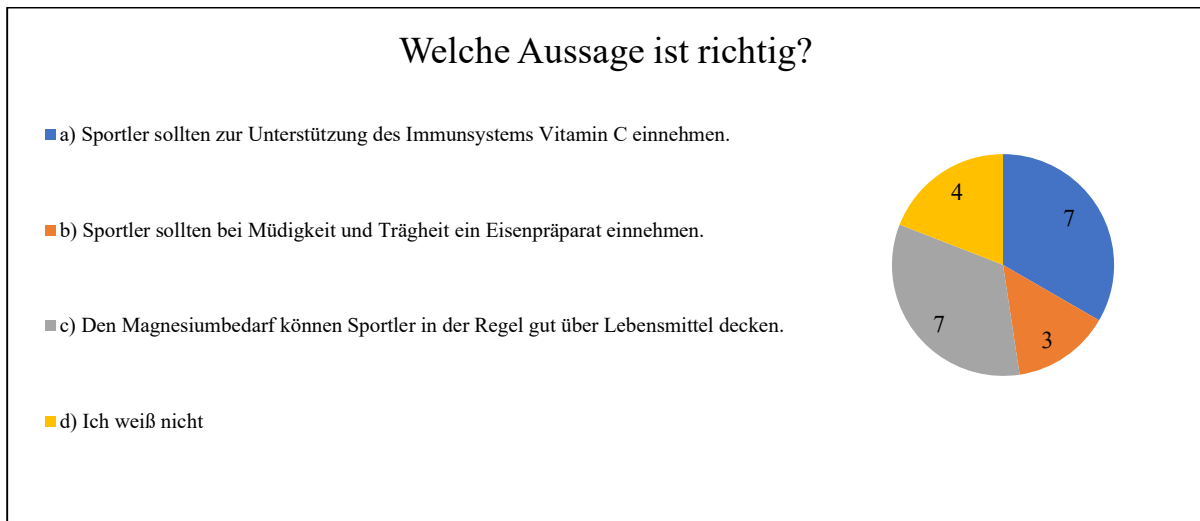 Welche Aussage ist richtig?
a) Sportler sollten zur Unterstützung des Immunsystems Vitamin C einnehmen.
b) Sportler sollten bei Müdigkeit und Trägheit ein Eisenpräparat einnehmen.
c) Den Magnesiumbedarf können Sportler in der Regel gut über Lebensmittel decken.
d) Ich weiß nicht
4
7
7
3